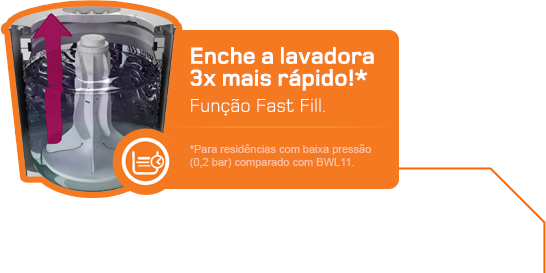 Enche a lavadora
3x mais rápido!*
Função Fast Fill.
*Para residências com baixa pressão
(0,2 bar) comparado com BWL11.